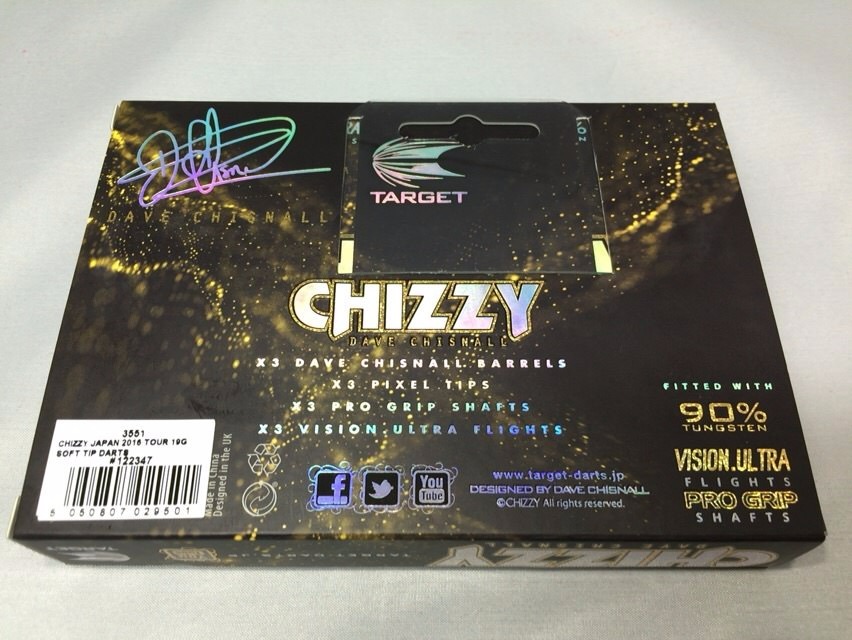 DAVE CHISNALL
TARGET
CHIZZY
DAVE CHISNALL
X3 DAVE CHISNALL BARRELS
X3 PIXEL TIPS
X3 PRO GRIP SHAFTS
X3 VISION.ULTRA FLIGHTS
FITTED WITH
90%
TUNGSTEN
VISION.ULTRA
FLIGHTS
PRO GRIP
SHAFTS
3551
CHIZZY JAPAN 2016 TOUR 19G
SOFT TIP DARTS
#122347
5 050807 029501
Made in China
Designed in the UK
You
Tube
www.target-darts.jp
DESIGNED BY DAVE CHISNALL
©CHIZZY All rights reserved.
CHIZZY